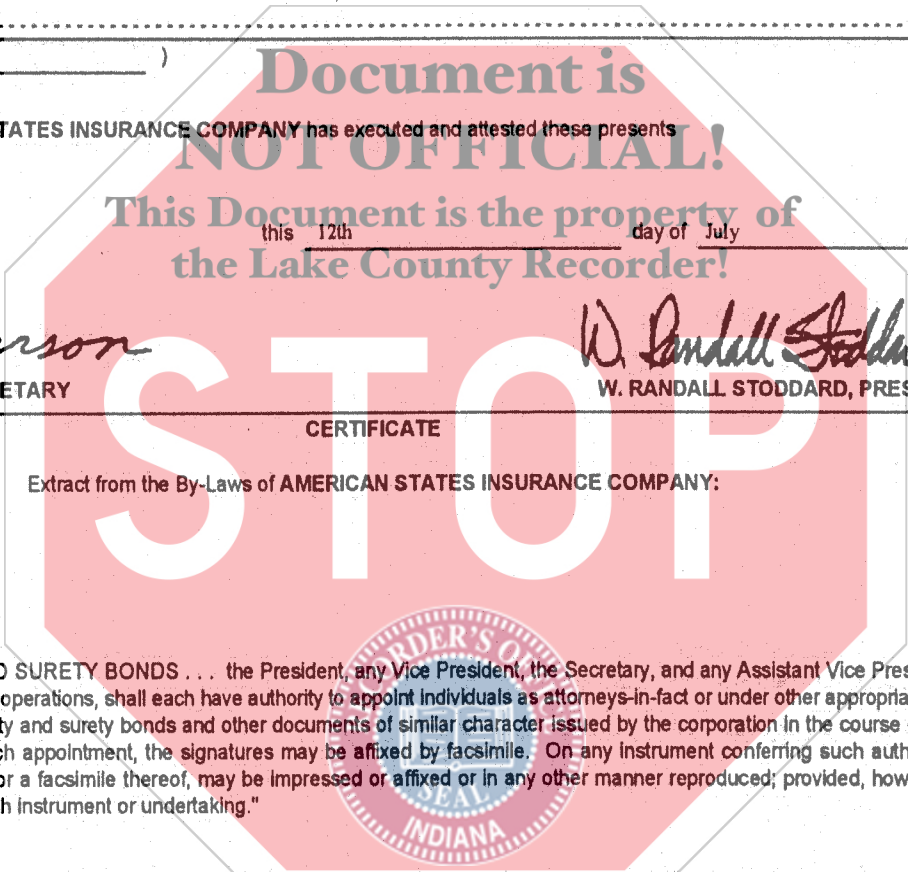 )
Document is
TATES INSURANCE COMPANY has executed and attested these presents
NOT OFFICIAL!
This Document is the property of
this 12th day of July
the Lake County Recorder!
rson W. Randall Stoddar
ETARY W. RANDALL STODDARD, PRES
STOP
CERTIFICATE
Extract from the By-Laws of AMERICAN STATES INSURANCE COMPANY:
RDER'S OF
O SURETY BONDS . . . the President, any Vice President, the Secretary, and any Assistant Vice Pres
operations, shall each have authority to appoint individuals as attorneys-in-fact or under other appropria
ty and surety bonds and other documents of similar character issued by the corporation in the course
ch appointment, the signatures may be affixed by facsimile. On any instrument conferring such auth
or a facsimile thereof, may be impressed or affixed or in any other manner reproduced; provided, how
SEAL
h instrument or undertaking."
INDIANA